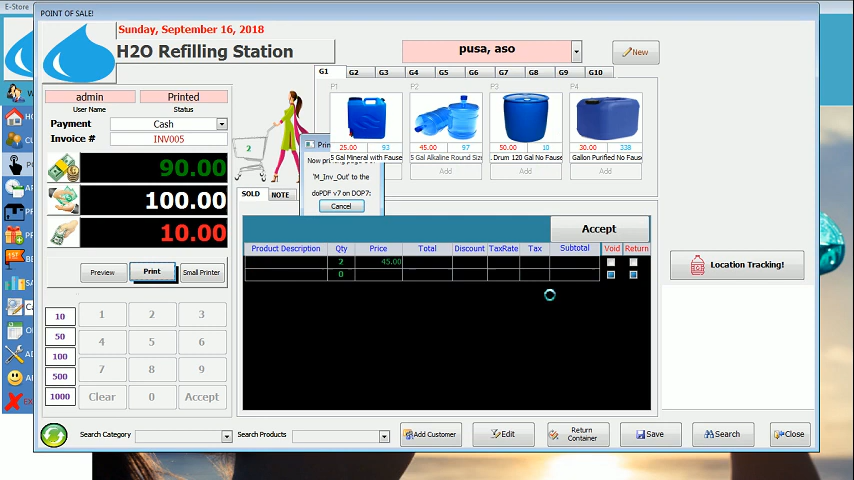 E-Store
POINT OF SALE!
Sunday, September 16, 2018
H2O Refilling Station
pusa, aso
New
G1 G2 G3 G4 G5 G6 G7 G8 G9 G10
admin
Printed
User Name
Status
Payment
Cash
Invoice #
INV005
90.00
100.00
10.00
Preview
Print
Small Printer
2
P1
25.00 93
5 Gal Mineral with Fause
P2
45.00 97
5 Gal Alkaline Round Size
Add
P3
50.00 10
Drum 120 Gal No Fause
Add
P4
30.00 338
Gallon Purified No Fause
Add
'M_Inv_Out' to the
doPDF v7 on DOP7:
Cancel
SOLD
NOTE
Accept
Product Description Qty Price Total Discount TaxRate Tax Subtotal Void Return
2 45.00
0
Location Tracking!
10
50
100
500
1000
1 2 3
4 5 6
7 8 9
Clear 0 Accept
Search Category
Search Products
Add Customer
Edit
Return
Container
Save
Search
Close